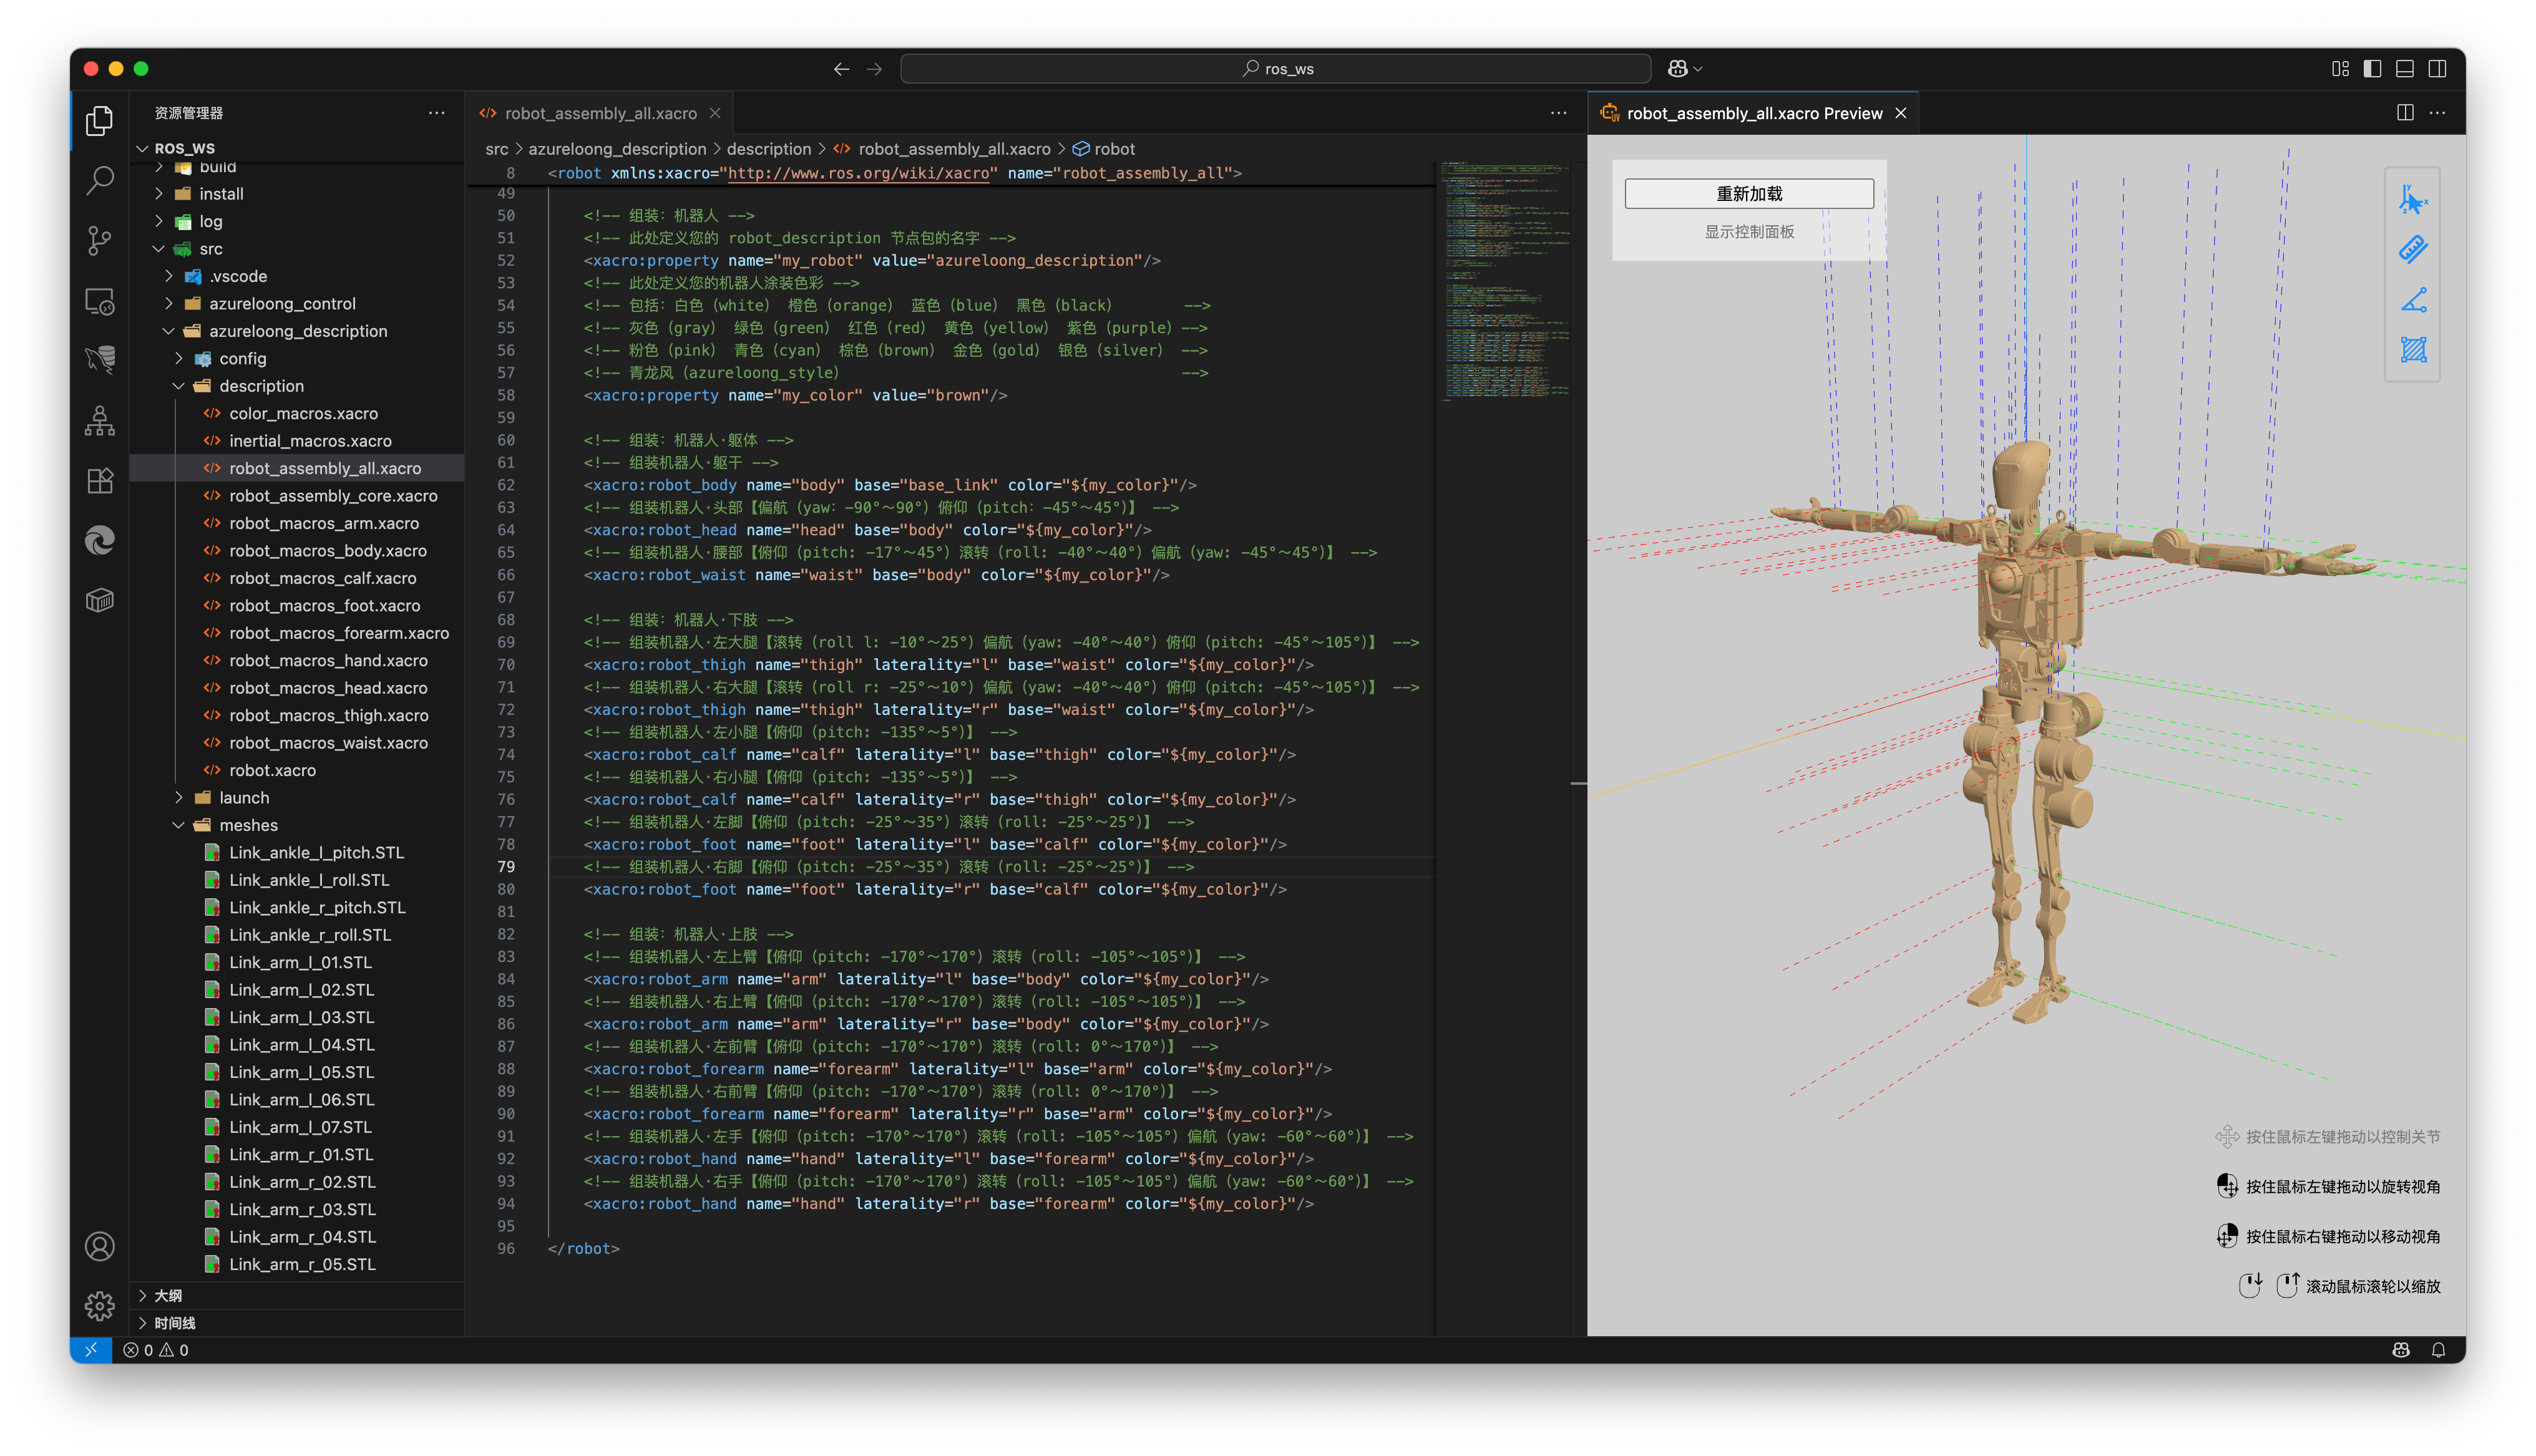 ros_ws
资源管理器
ROS_WS
build
install
log
src
.vscode
azureloong_control
azureloong_description
config
description
color_macros.xacro
inertial_macros.xacro
robot_assembly_all.xacro
robot_assembly_core.xacro
robot_macros_arm.xacro
robot_macros_body.xacro
robot_macros_calf.xacro
robot_macros_foot.xacro
robot_macros_forearm.xacro
robot_macros_hand.xacro
robot_macros_head.xacro
robot_macros_thigh.xacro
robot_macros_waist.xacro
robot.xacro
launch
meshes
Link_ankle_l_pitch.STL
Link_ankle_l_roll.STL
Link_ankle_r_pitch.STL
Link_ankle_r_roll.STL
Link_arm_l_01.STL
Link_arm_l_02.STL
Link_arm_l_03.STL
Link_arm_l_04.STL
Link_arm_l_05.STL
Link_arm_l_06.STL
Link_arm_l_07.STL
Link_arm_r_01.STL
Link_arm_r_02.STL
Link_arm_r_03.STL
Link_arm_r_04.STL
Link_arm_r_05.STL
大纲
时间线
0 0
robot_assembly_all.xacro
src > azureloong_description > description > robot_assembly_all.xacro > robot
8 <robot xmlns:xacro="http://www.ros.org/wiki/xacro" name="robot_assembly_all">
49
50 <!-- 组装：机器人 -->
51 <!-- 此处定义您的 robot_description 节点包的名字 -->
52 <xacro:property name="my_robot" value="azureloong_description"/>
53 <!-- 此处定义您的机器人涂装色彩 -->
54 <!-- 包括：白色（white） 橙色（orange） 蓝色（blue） 黑色（black） -->
55 <!-- 灰色（gray） 绿色（green） 红色（red） 黄色（yellow） 紫色（purple） -->
56 <!-- 粉色（pink） 青色（cyan） 棕色（brown） 金色（gold） 银色（silver） -->
57 <!-- 青龙风（azureloong_style） -->
58 <xacro:property name="my_color" value="brown"/>
59
60 <!-- 组装：机器人·躯体 -->
61 <!-- 组装机器人·躯干 -->
62 <xacro:robot_body name="body" base="base_link" color="${my_color}"/>
63 <!-- 组装机器人·头部【偏航（yaw：-90°～90°）俯仰（pitch：-45°～45°）】 -->
64 <xacro:robot_head name="head" base="body" color="${my_color}"/>
65 <!-- 组装机器人·腰部【俯仰（pitch: -17°～45°）滚转（roll: -40°～40°）偏航（yaw: -45°～45°）】 -->
66 <xacro:robot_waist name="waist" base="body" color="${my_color}"/>
67
68 <!-- 组装：机器人·下肢 -->
69 <!-- 组装机器人·左大腿【滚转（roll l: -10°～25°）偏航（yaw: -40°～40°）俯仰（pitch: -45°～105°)】 -->
70 <xacro:robot_thigh name="thigh" laterality="l" base="waist" color="${my_color}"/>
71 <!-- 组装机器人·右大腿【滚转（roll r: -25°～10°）偏航（yaw: -40°～40°）俯仰（pitch: -45°～105°)】 -->
72 <xacro:robot_thigh name="thigh" laterality="r" base="waist" color="${my_color}"/>
73 <!-- 组装机器人·左小腿【俯仰（pitch: -135°～5°)】 -->
74 <xacro:robot_calf name="calf" laterality="l" base="thigh" color="${my_color}"/>
75 <!-- 组装机器人·右小腿【俯仰（pitch: -135°～5°)】 -->
76 <xacro:robot_calf name="calf" laterality="r" base="thigh" color="${my_color}"/>
77 <!-- 组装机器人·左脚【俯仰（pitch: -25°～35°）滚转（roll: -25°～25°)】 -->
78 <xacro:robot_foot name="foot" laterality="l" base="calf" color="${my_color}"/>
79 <!-- 组装机器人·右脚【俯仰（pitch: -25°～35°）滚转（roll: -25°～25°)】 -->
80 <xacro:robot_foot name="foot" laterality="r" base="calf" color="${my_color}"/>
81
82 <!-- 组装：机器人·上肢 -->
83 <!-- 组装机器人·左上臂【俯仰（pitch: -170°～170°）滚转（roll: -105°～105°)】 -->
84 <xacro:robot_arm name="arm" laterality="l" base="body" color="${my_color}"/>
85 <!-- 组装机器人·右上臂【俯仰（pitch: -170°～170°）滚转（roll: -105°～105°)】 -->
86 <xacro:robot_arm name="arm" laterality="r" base="body" color="${my_color}"/>
87 <!-- 组装机器人·左前臂【俯仰（pitch: -170°～170°）滚转（roll: 0°～170°)】 -->
88 <xacro:robot_forearm name="forearm" laterality="l" base="arm" color="${my_color}"/>
89 <!-- 组装机器人·右前臂【俯仰（pitch: -170°～170°）滚转（roll: 0°～170°)】 -->
90 <xacro:robot_forearm name="forearm" laterality="r" base="arm" color="${my_color}"/>
91 <!-- 组装机器人·左手【俯仰（pitch: -170°～170°）滚转（roll: -105°～105°）偏航（yaw: -60°～60°)】 -->
92 <xacro:robot_hand name="hand" laterality="l" base="forearm" color="${my_color}"/>
93 <!-- 组装机器人·右手【俯仰（pitch: -170°～170°）滚转（roll: -105°～105°）偏航（yaw: -60°～60°)】 -->
94 <xacro:robot_hand name="hand" laterality="r" base="forearm" color="${my_color}"/>
95
96 </robot>
robot_assembly_all.xacro Preview
重新加载
显示控制面板
按住鼠标左键拖动以控制关节
按住鼠标左键拖动以旋转视角
按住鼠标右键拖动以移动视角
滚动鼠标滚轮以缩放